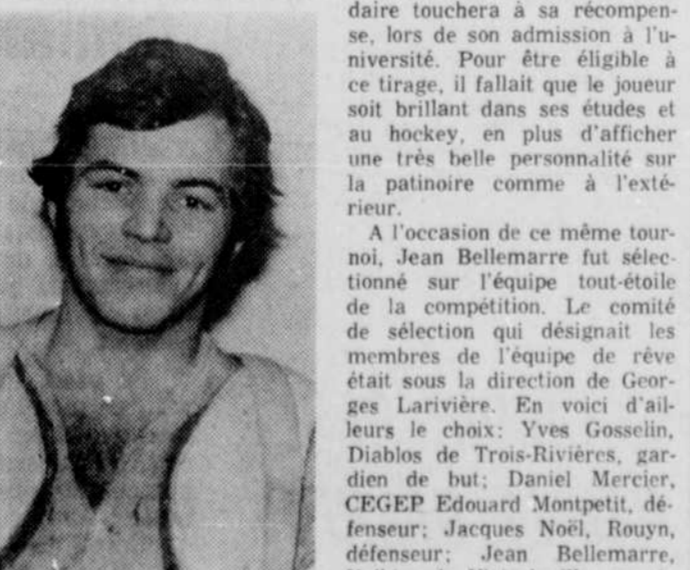 daire touchera à sa récompen-
se, lors de son admission à l'u-
niversité. Pour être éligible à
ce tirage, il fallait que le joueur
soit brillant dans ses études et
au hockey, en plus d'afficher
une très belle personnalité sur
la patinoire comme à l'exté-
rieur.
A l'occasion de ce même tour-
noi, Jean Bellemarre fut sélec-
tionné sur l'équipe tout-étoile
de la compétition. Le comité
de sélection qui désignait les
membres de l'équipe de rêve
était sous la direction de Geor-
ges Larivière. En voici d'ail-
leurs le choix: Yves Gosselin,
Diablos de Trois-Rivières, gar-
dien de but; Daniel Mercier,
CEGEP Edouard Montpetit, dé-
fenseur; Jacques Noël, Rouyn,
défenseur; Jean Bellemarre,